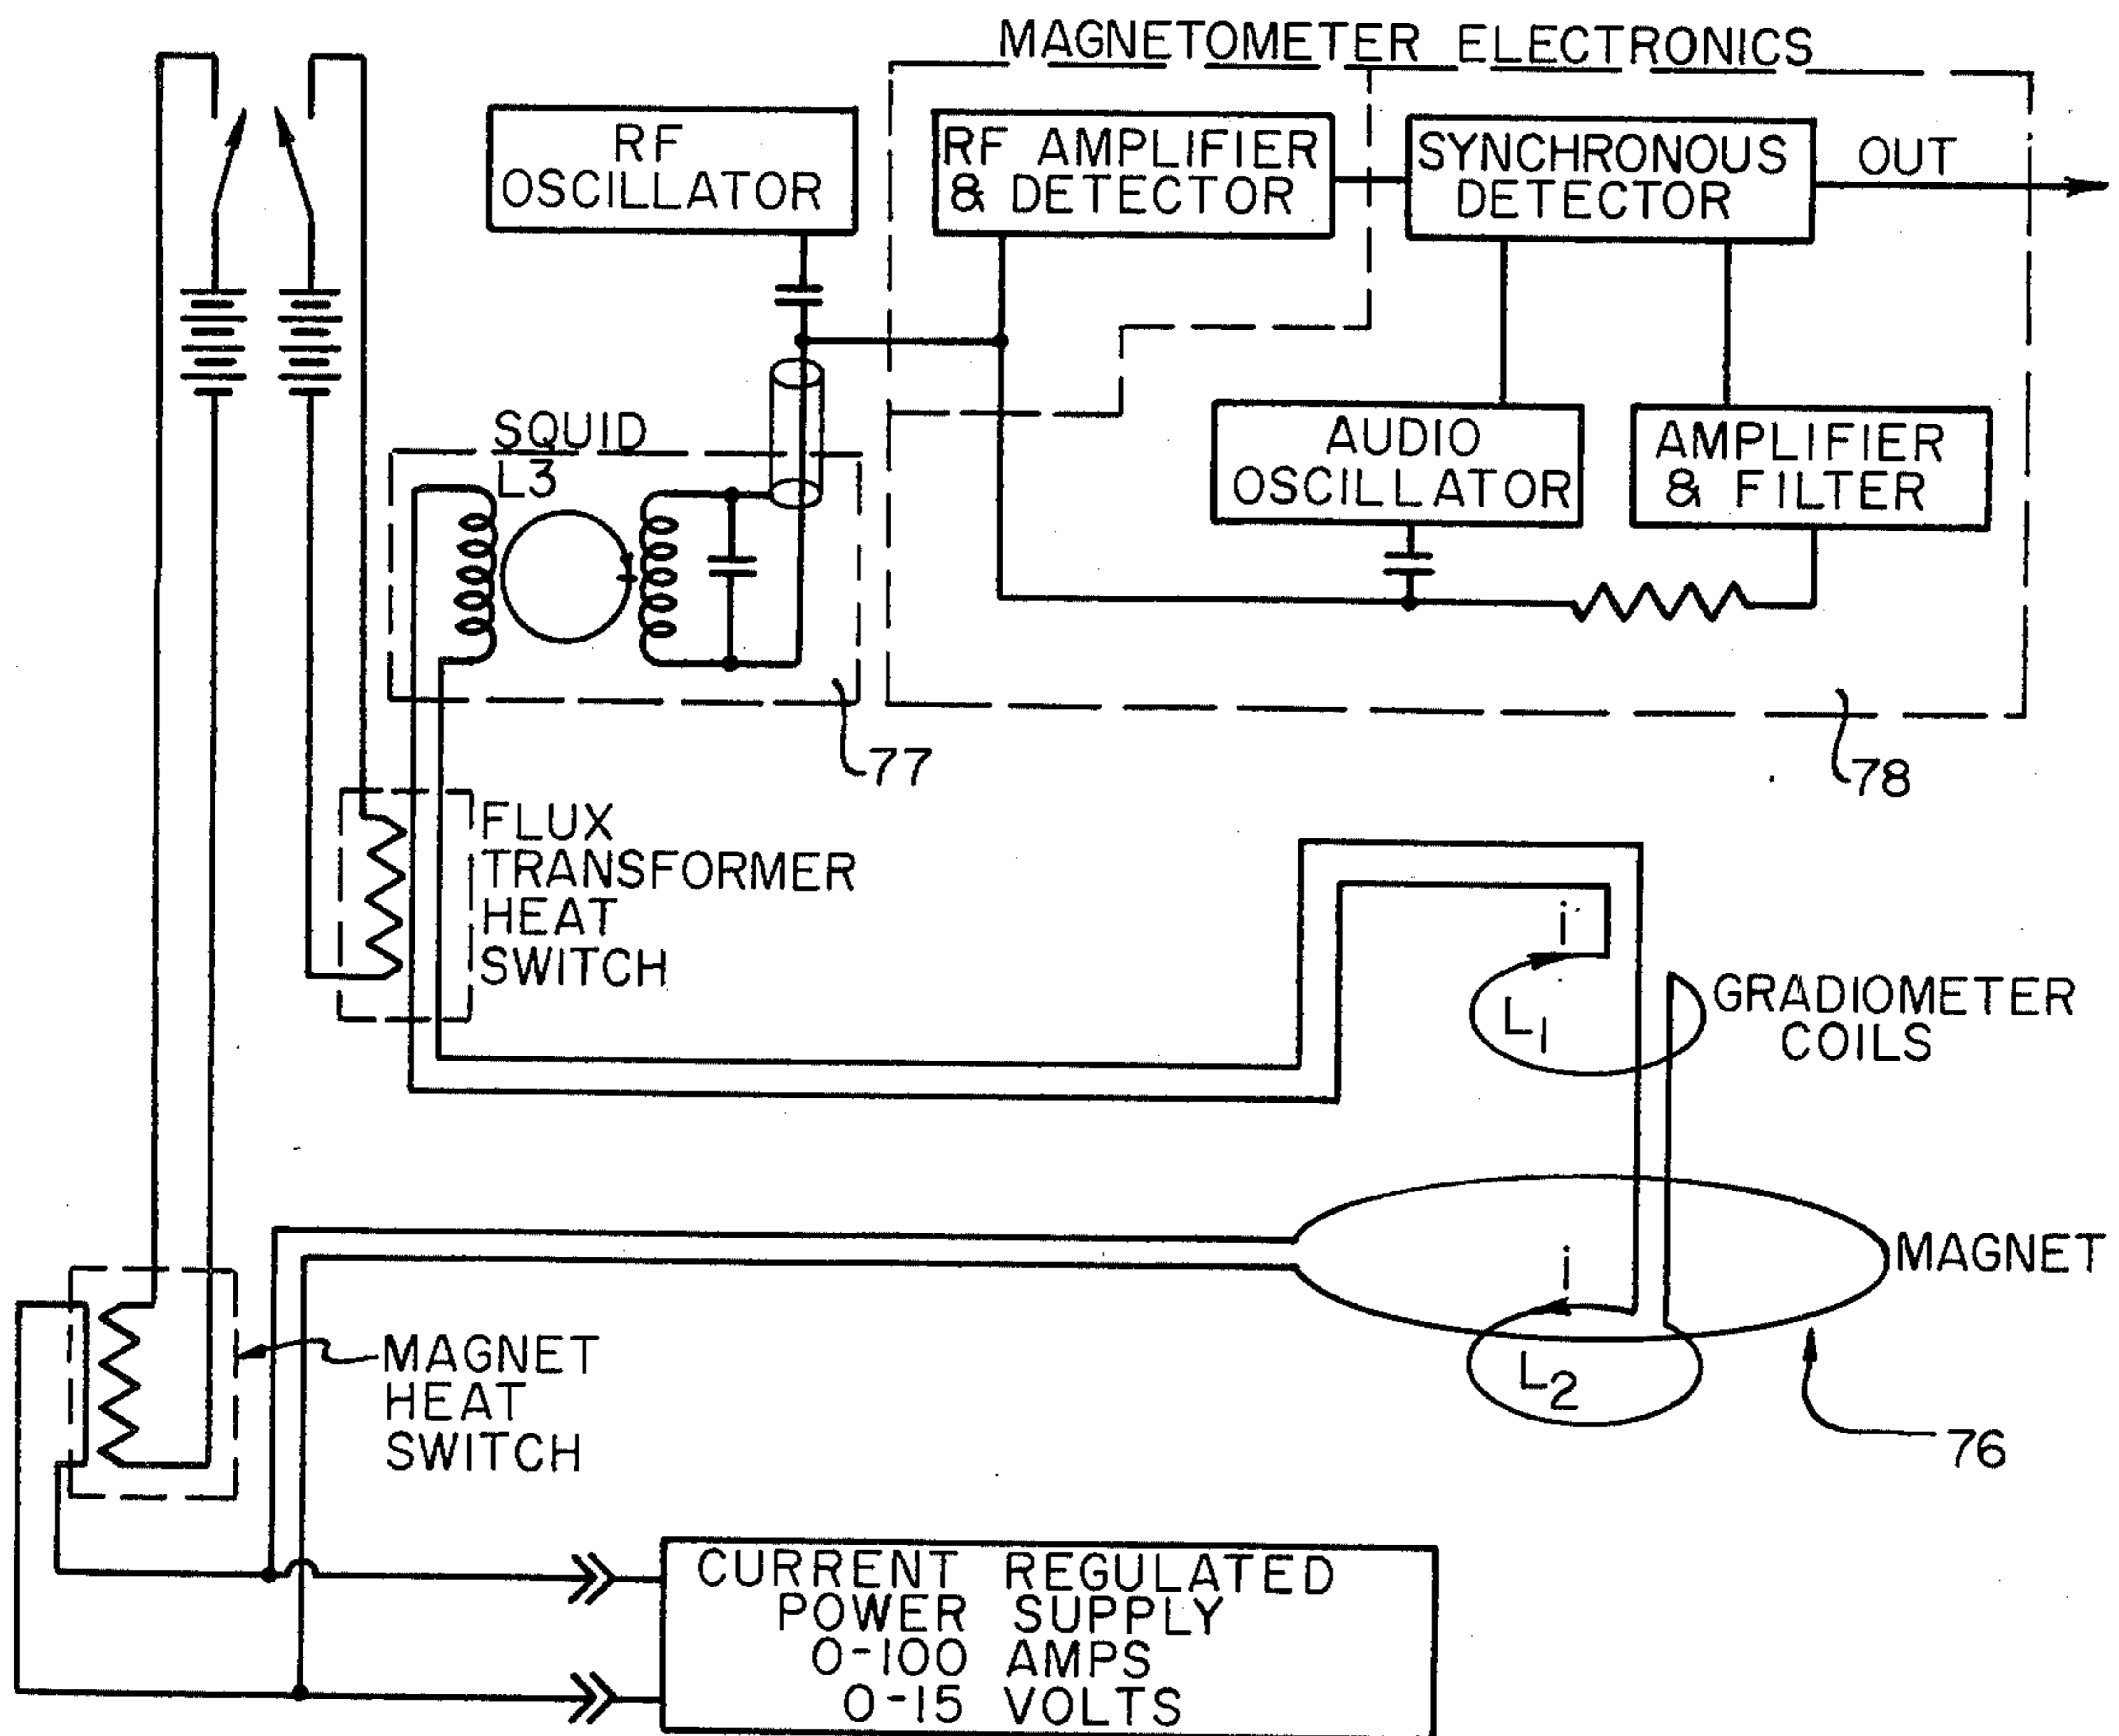 MAGNETOMETER ELECTRONICS
RF
OSCILLATOR
RF AMPLIFIER
& DETECTOR
SYNCHRONOUS
DETECTOR
OUT
SQUID
L3
AUDIO
OSCILLATOR
AMPLIFIER
& FILTER
77
78
FLUX
TRANSFORMER
HEAT
SWITCH
i
L1
GRADIOMETER
COILS
MAGNET
i
L2
76
MAGNET
HEAT
SWITCH
CURRENT REGULATED
POWER SUPPLY
0-100 AMPS
0-15 VOLTS